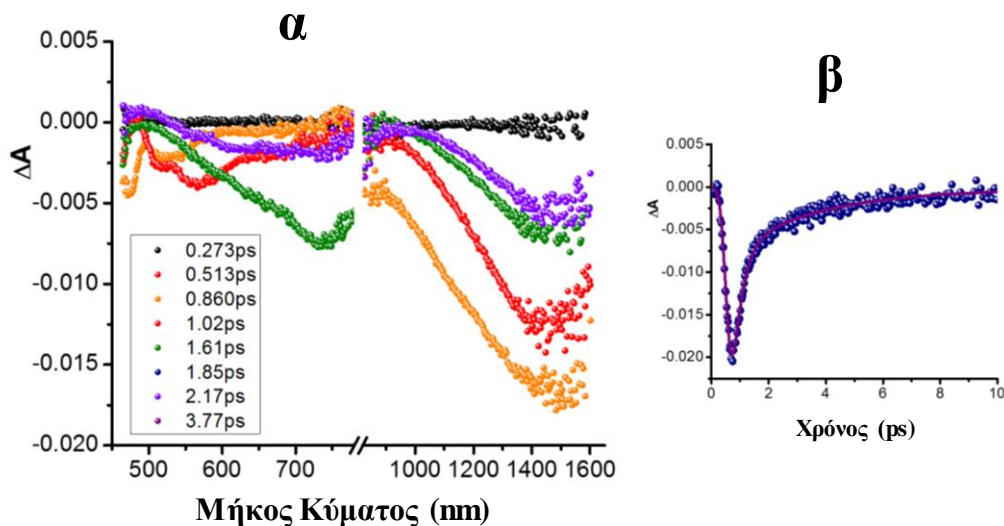 α
0.005
0.000
-0.005
-0.010
-0.015
-0.020
ΔA
0.273ps
0.513ps
0.860ps
1.02ps
1.61ps
1.85ps
2.17ps
3.77ps
500 600 700 1000 1200 1400 1600
Μήκος Κύματος (nm)
β
0.005
0.000
-0.005
-0.010
-0.015
-0.020
ΔA
0 2 4 6 8 10
Χρόνος (ps)